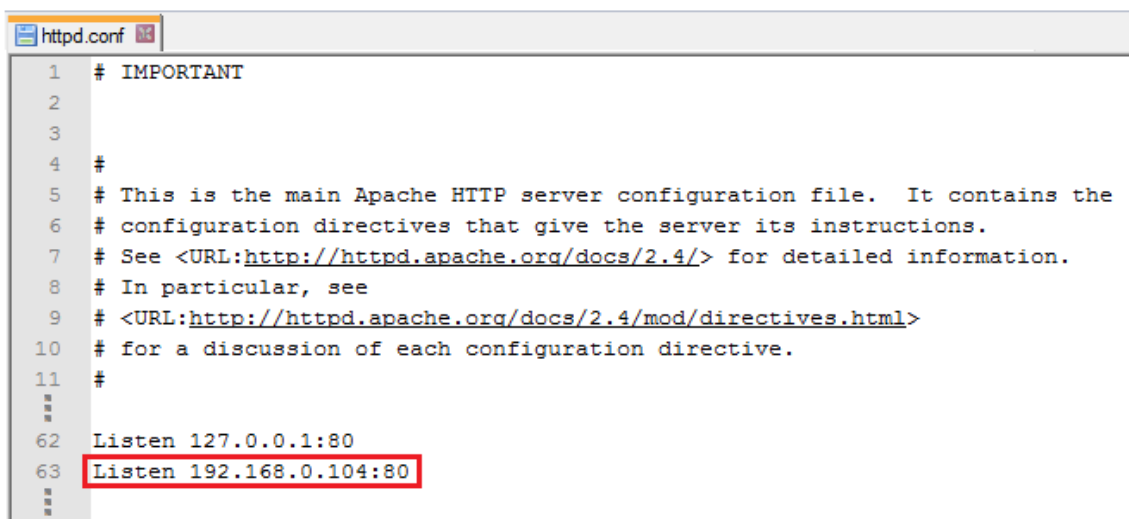 httpd.conf
1 # IMPORTANT
2
3
4 #
5 # This is the main Apache HTTP server configuration file.  It contains the
6 # configuration directives that give the server its instructions.
7 # See <URL:http://httpd.apache.org/docs/2.4/> for detailed information.
8 # In particular, see
9 # <URL:http://httpd.apache.org/docs/2.4/mod/directives.html>
10 # for a discussion of each configuration directive.
11 #
62 Listen 127.0.0.1:80
63 Listen 192.168.0.104:80